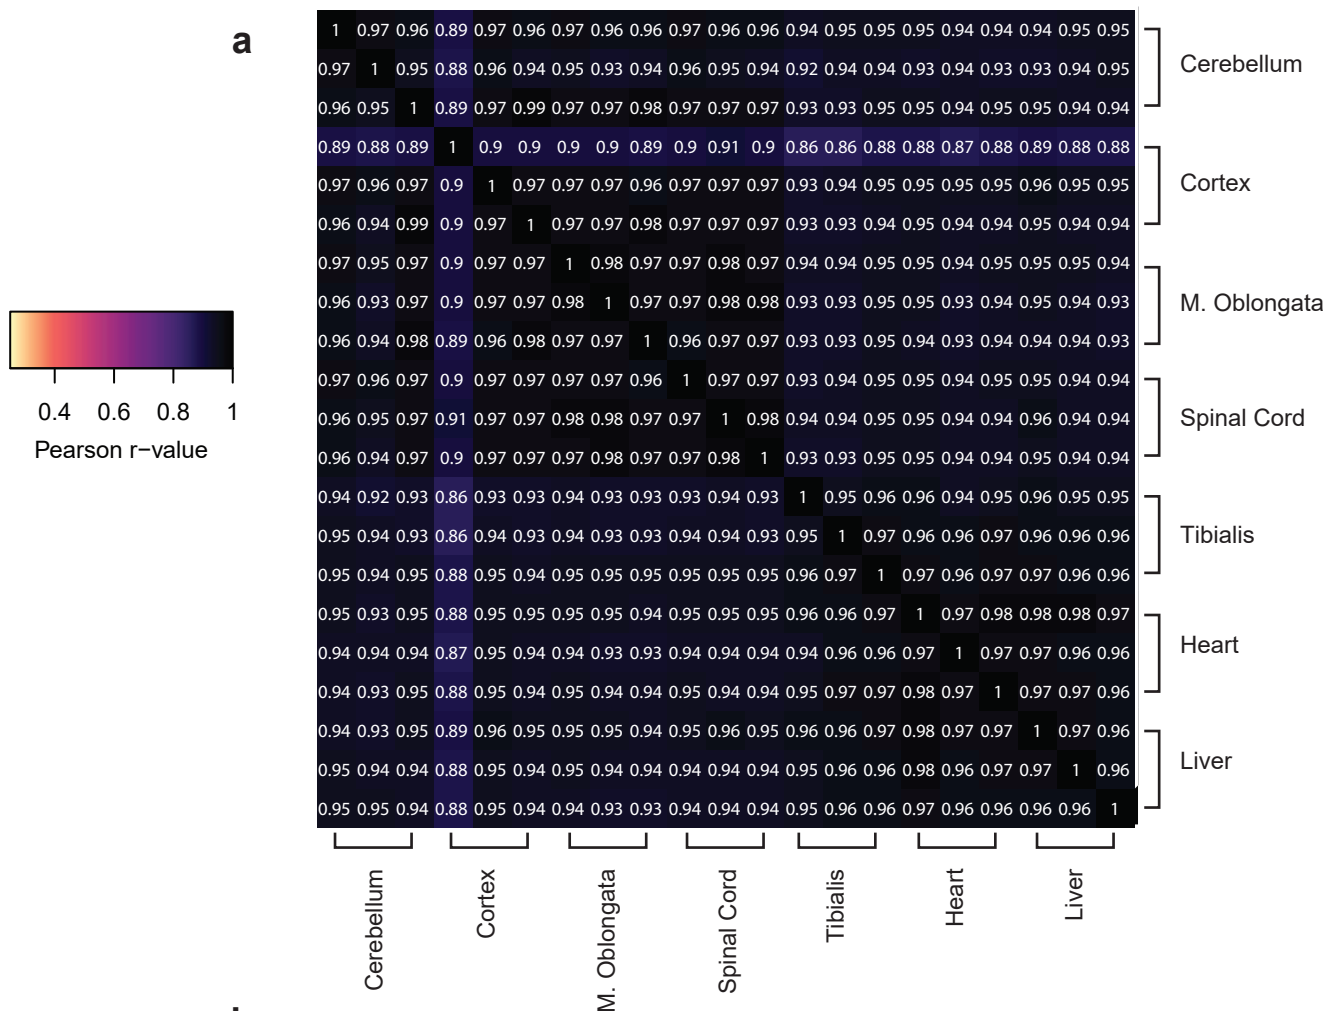 a
1 0.97 0.96 0.89 0.97 0.96 0.97 0.96 0.96 0.97 0.96 0.96 0.94 0.95 0.95 0.95 0.94 0.94 0.94 0.95 0.95
Cerebellum
0.97 1 0.95 0.88 0.96 0.94 0.95 0.93 0.94 0.96 0.95 0.94 0.92 0.94 0.94 0.93 0.94 0.93 0.93 0.94 0.95
0.96 0.95 1 0.89 0.97 0.99 0.97 0.97 0.98 0.97 0.97 0.97 0.93 0.93 0.95 0.95 0.94 0.95 0.95 0.94 0.94
0.89 0.88 0.89 1 0.9 0.9 0.9 0.9 0.89 0.9 0.91 0.9 0.86 0.86 0.88 0.88 0.87 0.88 0.89 0.88 0.88
Cortex
0.97 0.96 0.97 0.9 1 0.97 0.97 0.97 0.96 0.97 0.97 0.97 0.93 0.94 0.95 0.95 0.95 0.95 0.96 0.95 0.95
0.96 0.94 0.99 0.9 0.97 1 0.97 0.97 0.98 0.97 0.97 0.97 0.93 0.93 0.94 0.95 0.94 0.94 0.95 0.94 0.94
0.97 0.95 0.97 0.9 0.97 0.97 1 0.98 0.97 0.97 0.98 0.97 0.94 0.94 0.95 0.95 0.94 0.95 0.95 0.95 0.94
0.96 0.93 0.97 0.9 0.97 0.97 0.98 1 0.97 0.97 0.98 0.98 0.93 0.93 0.95 0.95 0.93 0.94 0.95 0.94 0.93
M. Oblongata
0.96 0.94 0.98 0.89 0.96 0.98 0.97 0.97 1 0.96 0.97 0.97 0.93 0.93 0.95 0.94 0.93 0.94 0.94 0.94 0.93
0.97 0.96 0.97 0.9 0.97 0.97 0.97 0.97 0.96 1 0.97 0.97 0.93 0.94 0.95 0.95 0.94 0.95 0.95 0.94 0.94
0.96 0.95 0.97 0.91 0.97 0.97 0.98 0.98 0.97 0.97 1 0.98 0.94 0.94 0.95 0.95 0.94 0.94 0.96 0.94 0.94
Spinal Cord
0.96 0.94 0.97 0.9 0.97 0.97 0.97 0.98 0.97 0.97 0.98 1 0.93 0.93 0.95 0.95 0.94 0.94 0.95 0.94 0.94
0.94 0.92 0.93 0.86 0.93 0.93 0.94 0.93 0.93 0.93 0.94 0.93 1 0.95 0.96 0.96 0.94 0.95 0.96 0.95 0.95
0.95 0.94 0.93 0.86 0.94 0.93 0.94 0.93 0.93 0.94 0.94 0.93 0.95 1 0.97 0.96 0.96 0.97 0.96 0.96 0.96
Tibialis
0.95 0.94 0.95 0.88 0.95 0.94 0.95 0.95 0.95 0.95 0.95 0.95 0.96 0.97 1 0.97 0.96 0.97 0.97 0.96 0.96
0.95 0.93 0.95 0.88 0.95 0.95 0.95 0.95 0.94 0.95 0.95 0.95 0.96 0.96 0.97 1 0.97 0.98 0.98 0.98 0.97
0.94 0.94 0.94 0.87 0.95 0.94 0.94 0.93 0.93 0.94 0.94 0.94 0.94 0.96 0.96 0.97 1 0.97 0.97 0.96 0.96
Heart
0.94 0.93 0.95 0.88 0.95 0.94 0.95 0.94 0.94 0.95 0.94 0.94 0.95 0.97 0.97 0.98 0.97 1 0.97 0.97 0.96
0.94 0.93 0.95 0.89 0.96 0.95 0.95 0.95 0.94 0.95 0.96 0.95 0.96 0.96 0.97 0.98 0.97 0.97 1 0.97 0.96
Liver
0.95 0.94 0.94 0.88 0.95 0.94 0.95 0.94 0.94 0.94 0.94 0.94 0.95 0.96 0.96 0.98 0.96 0.97 0.97 1 0.96
0.95 0.95 0.94 0.88 0.95 0.94 0.94 0.93 0.93 0.94 0.94 0.94 0.95 0.96 0.96 0.97 0.96 0.96 0.96 0.96 1
0.4 0.6 0.8 1
Pearson r−value
Cerebellum
Cortex
M. Oblongata
Spinal Cord
Tibialis
Heart
Liver